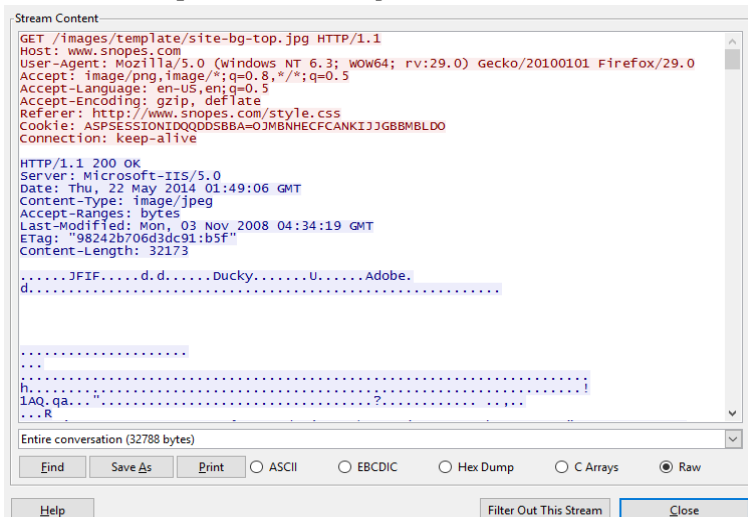 Stream Content
GET /images/template/site-bg-top.jpg HTTP/1.1
Host: www.snopes.com
User-Agent: Mozilla/5.0 (Windows NT 6.3; WOW64; rv:29.0) Gecko/20100101 Firefox/29.0
Accept: image/png,image/*;q=0.8,*/*;q=0.5
Accept-Language: en-US,en;q=0.5
Accept-Encoding: gzip, deflate
Referer: http://www.snopes.com/style.css
Cookie: ASPSESSIONIDQQDDSBBA=OJMBNHECFCANKIJJGBBMBLDO
Connection: keep-alive
HTTP/1.1 200 OK
Server: Microsoft-IIS/5.0
Date: Thu, 22 May 2014 01:49:06 GMT
Content-Type: image/jpeg
Accept-Ranges: bytes
Last-Modified: Mon, 03 Nov 2008 04:34:19 GMT
ETag: "98242b706d3dc91:b5f"
Content-Length: 32173
......JFIF.....d.d......Ducky.......U......Adobe.
d...........................................................
.....................
...
.......................................................................
h.....................................................................!
1AQ.qa..."..................................?............ ..,..
...R
Entire conversation (32788 bytes)
Find Save As Print ASCII EBCDIC Hex Dump C Arrays Raw
Help Filter Out This Stream Close